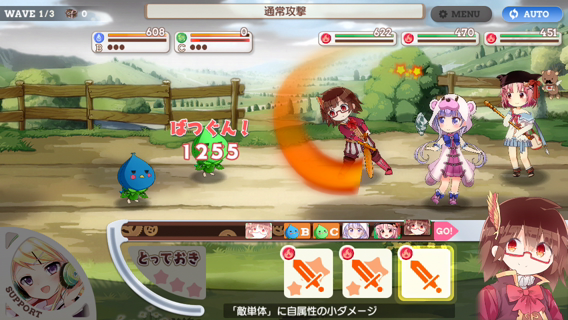 WAVE 1/3
0
通常攻撃
MENU
AUTO
608
B
0
C
622
470
451
ばつぐん!
1255
B
C
GO!
とっておき
SUPPORT
「敵単体」に自属性の小ダメージ